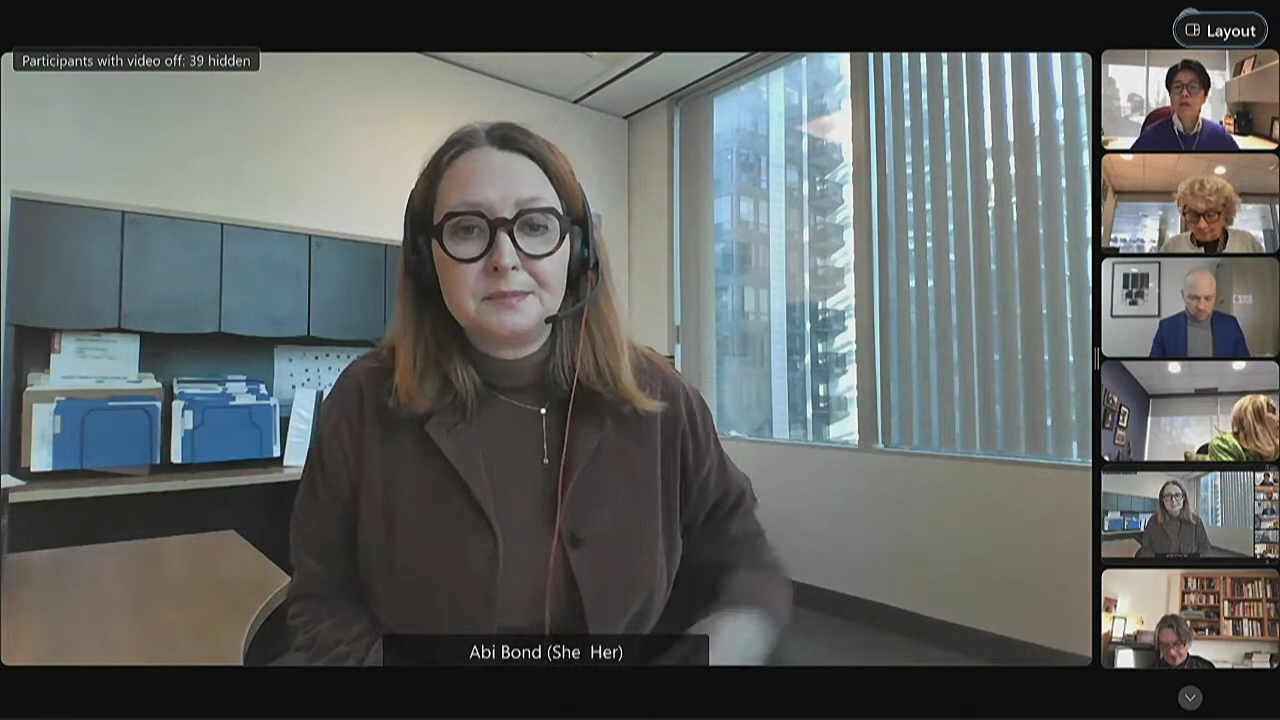 Layout
Participants with video off: 39 hidden
Abi Bond (She Her)